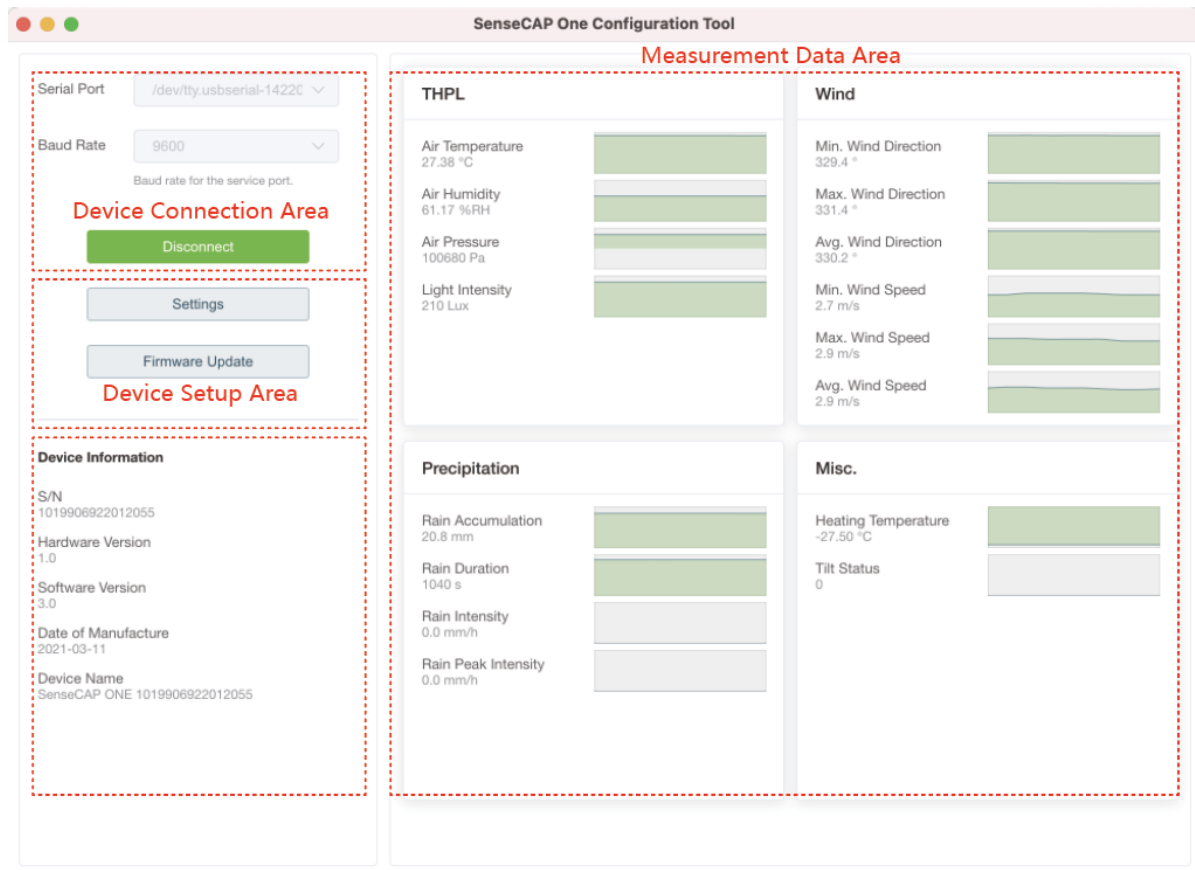 SenseCAP One Configuration Tool
Measurement Data Area
Serial Port
/dev/tty.usbserial-14220
Baud Rate
9600
Baud rate for the service port.
Device Connection Area
Disconnect
Settings
Firmware Update
Device Setup Area
Device Information
S/N
1019906922012055
Hardware Version
1.0
Software Version
3.0
Date of Manufacture
2021-03-11
Device Name
SenseCAP ONE 1019906922012055
THPL
Air Temperature
27.38 °C
Air Humidity
61.17 %RH
Air Pressure
100680 Pa
Light Intensity
210 Lux
Wind
Min. Wind Direction
329.4 °
Max. Wind Direction
331.4 °
Avg. Wind Direction
330.2 °
Min. Wind Speed
2.7 m/s
Max. Wind Speed
2.9 m/s
Avg. Wind Speed
2.9 m/s
Precipitation
Rain Accumulation
20.8 mm
Rain Duration
1040 s
Rain Intensity
0.0 mm/h
Rain Peak Intensity
0.0 mm/h
Misc.
Heating Temperature
-27.50 °C
Tilt Status
0